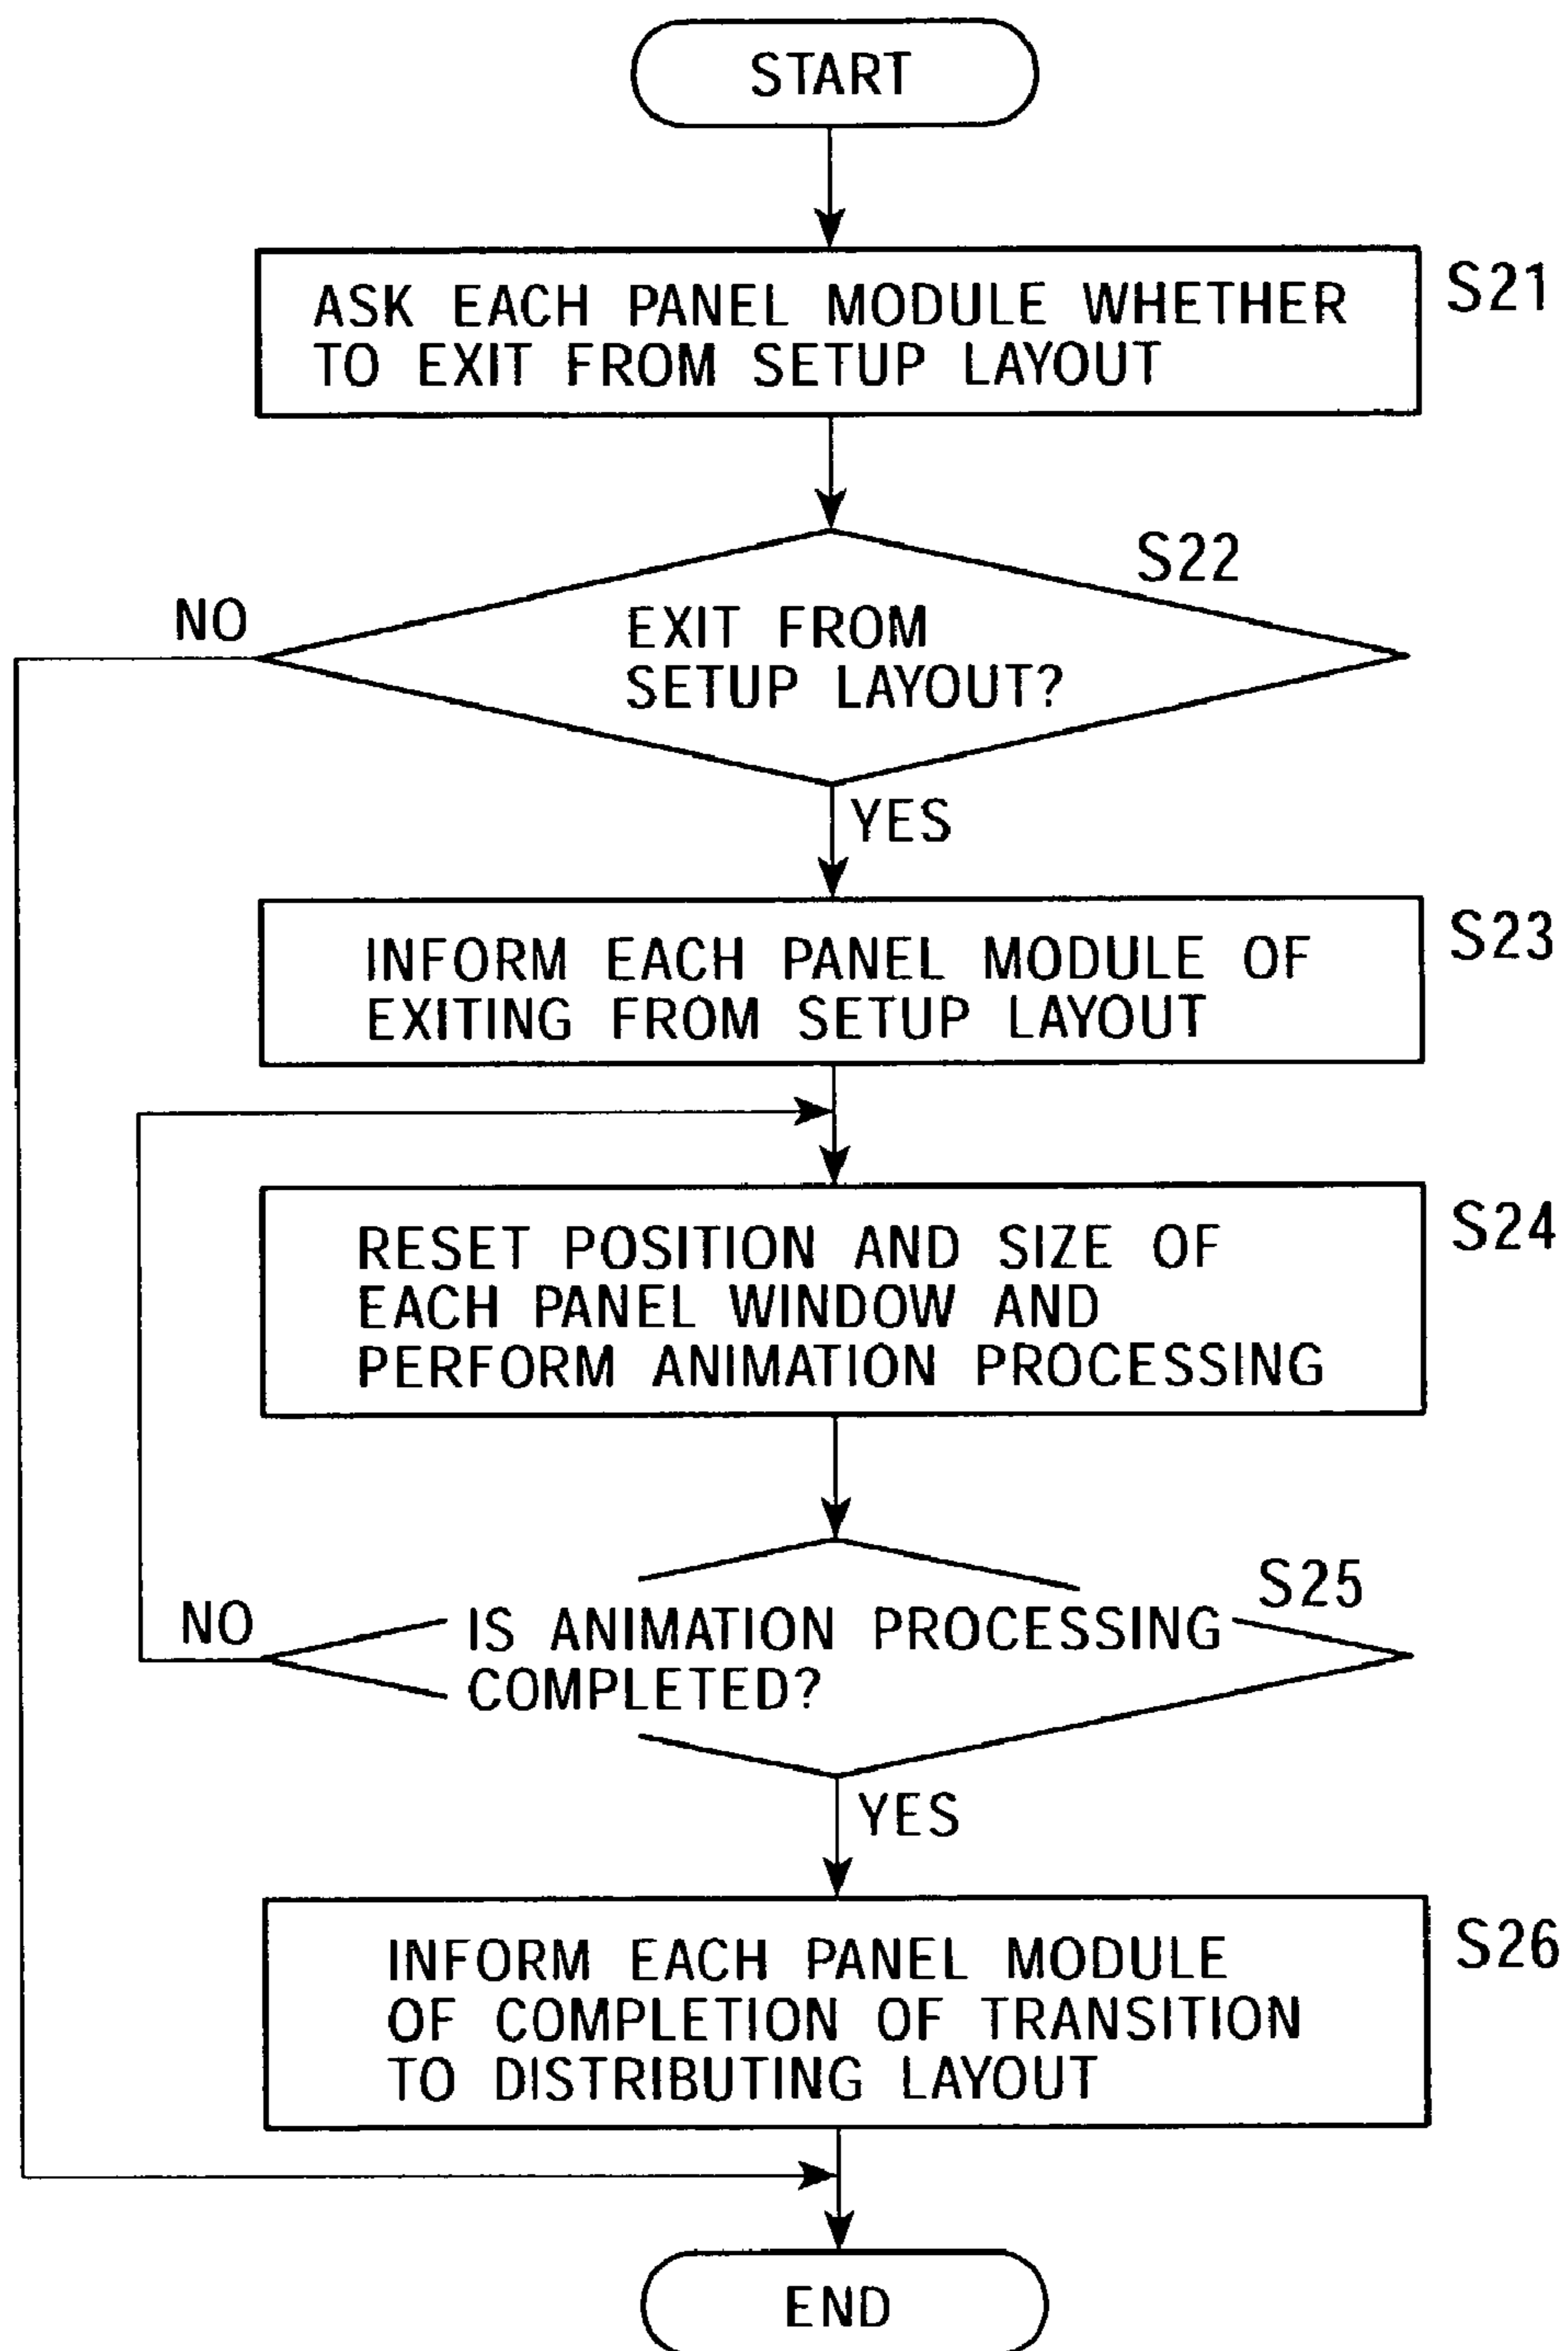 START
S21
ASK EACH PANEL MODULE WHETHER
TO EXIT FROM SETUP LAYOUT
S22
NO
EXIT FROM
SETUP LAYOUT?
YES
S23
INFORM EACH PANEL MODULE OF
EXITING FROM SETUP LAYOUT
S24
RESET POSITION AND SIZE OF
EACH PANEL WINDOW AND
PERFORM ANIMATION PROCESSING
S25
NO
IS ANIMATION PROCESSING
COMPLETED?
YES
S26
INFORM EACH PANEL MODULE
OF COMPLETION OF TRANSITION
TO DISTRIBUTING LAYOUT
END